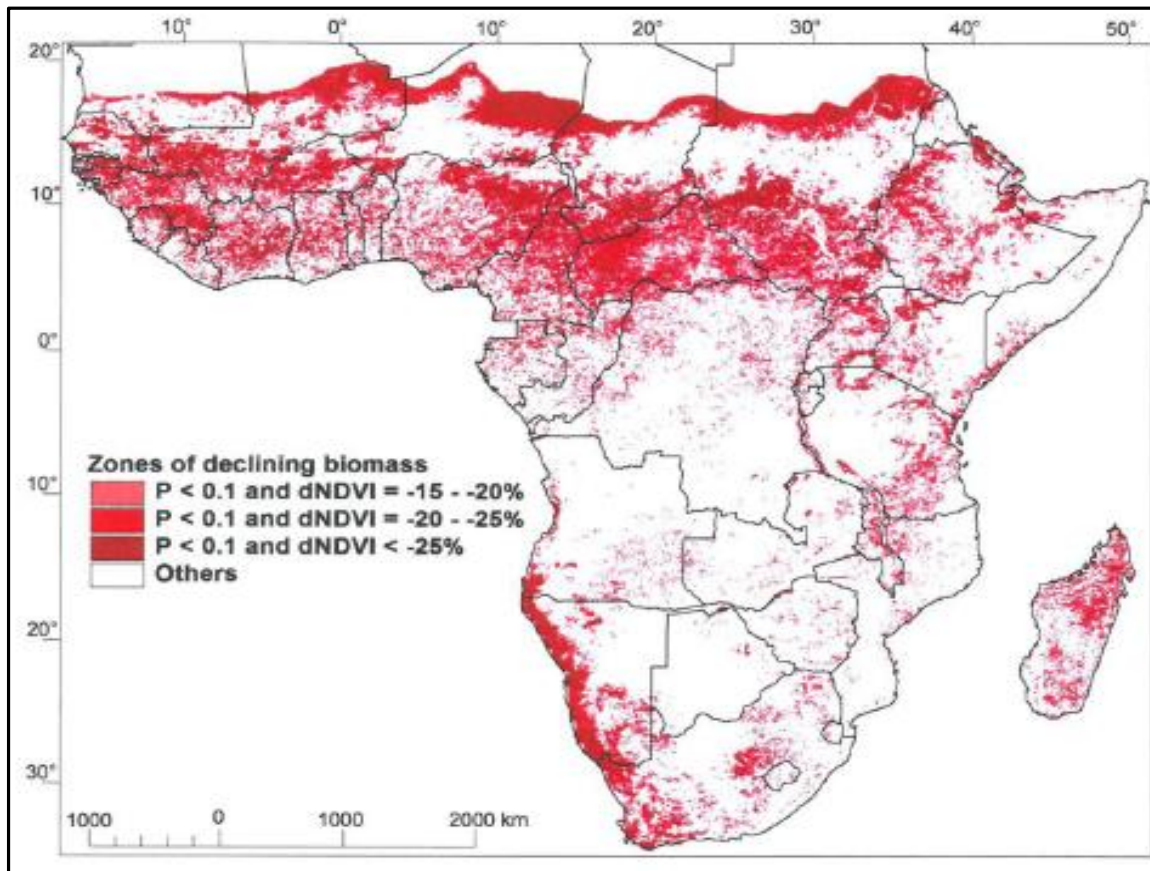 10° 0° 10° 20° 30° 40° 50°
20°
10°
0°
10°
20°
30°
Zones of declining biomass
P < 0.1 and dNDVI = -15 - -20%
P < 0.1 and dNDVI = -20 - -25%
P < 0.1 and dNDVI < -25%
Others
1000 0 1000 2000 km